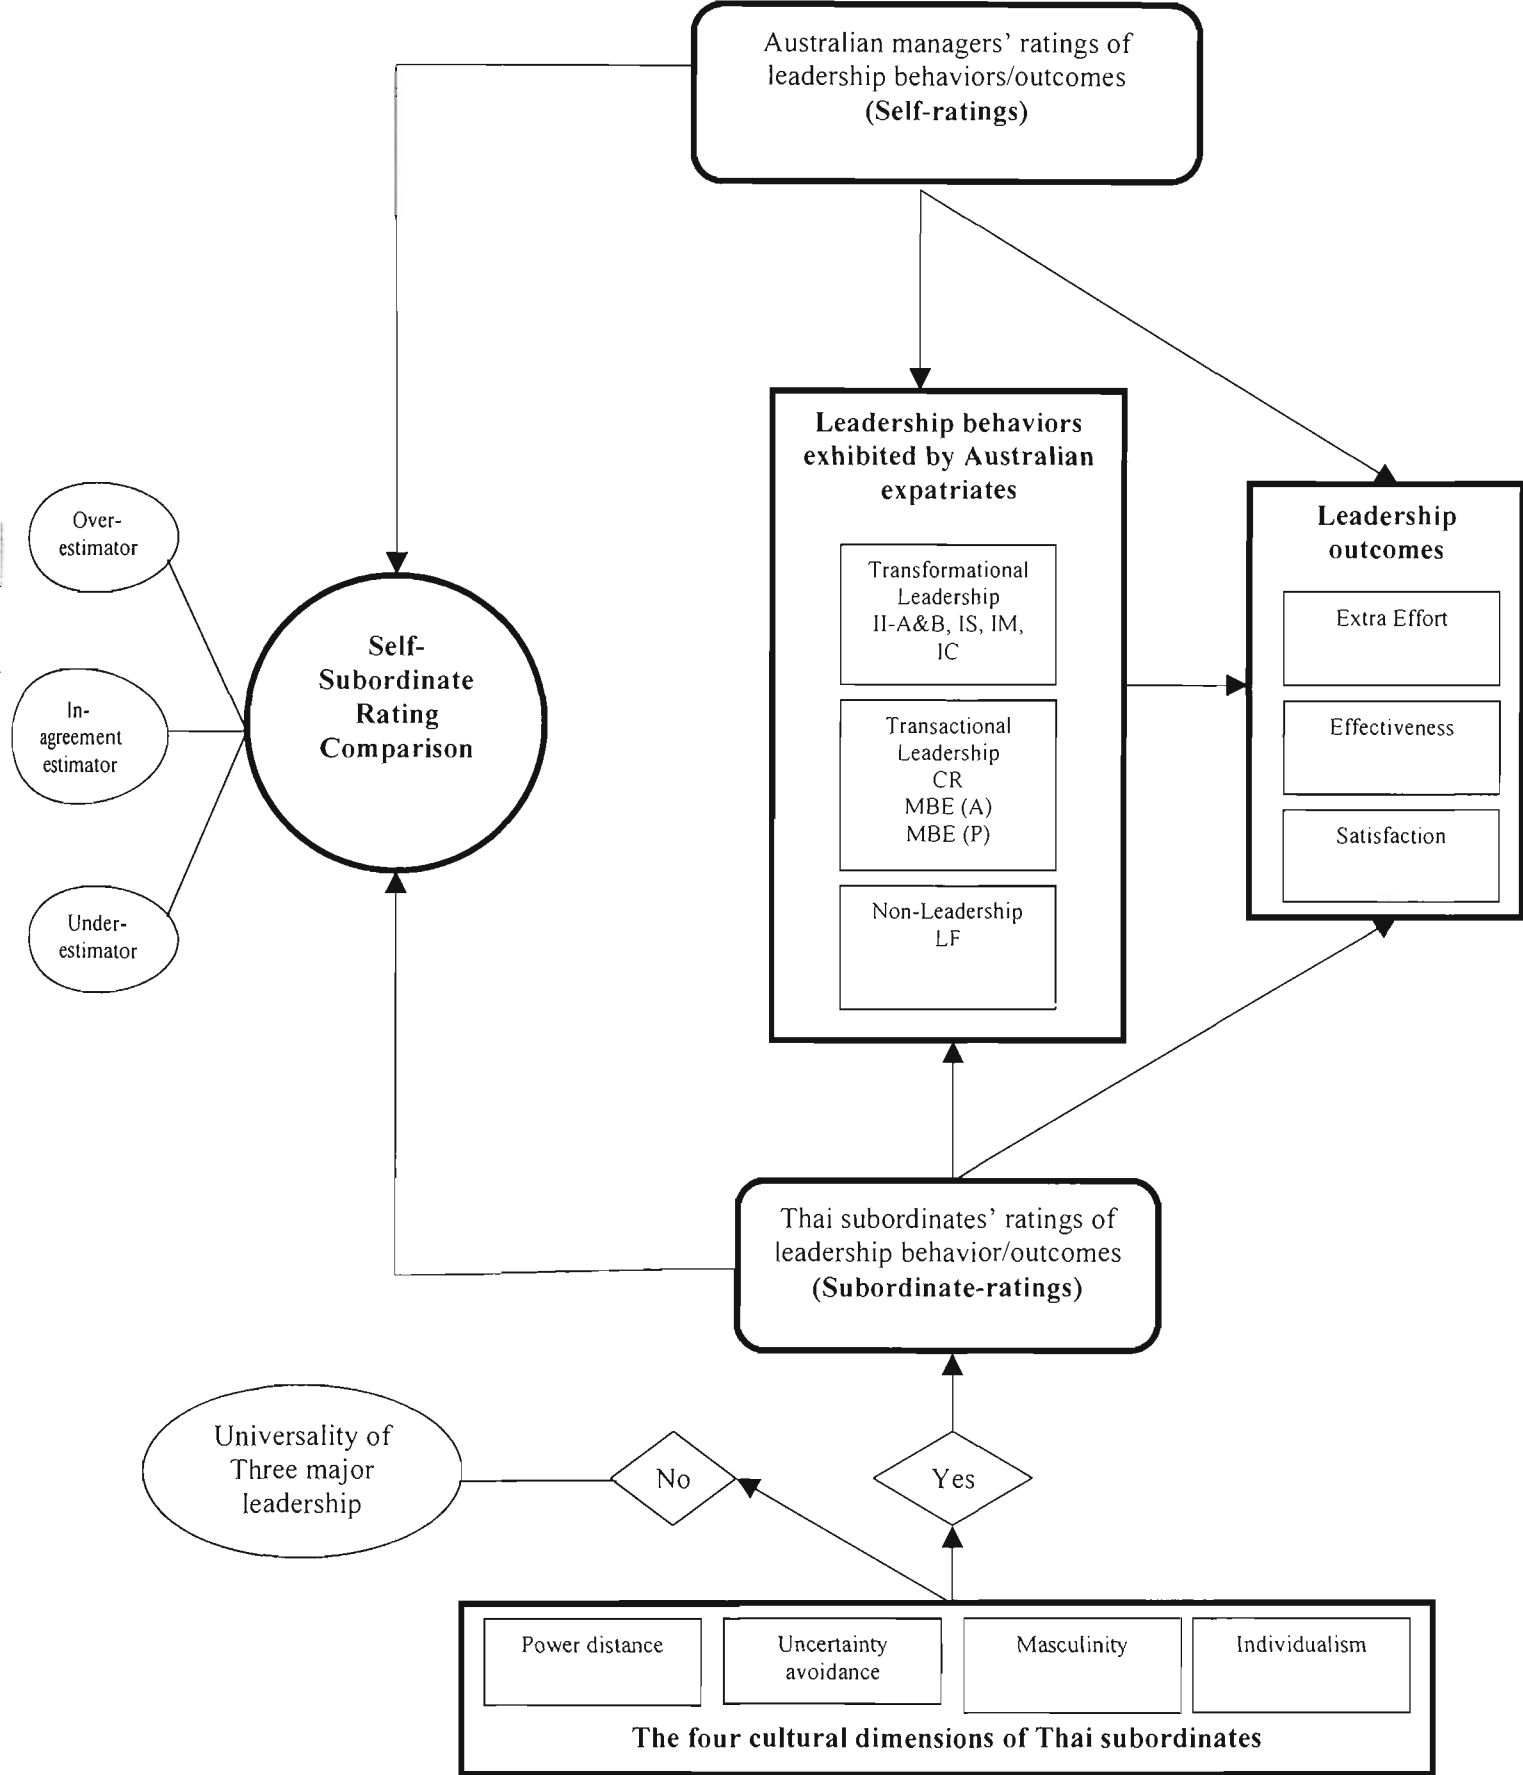 Australian managers' ratings of
leadership behaviors/outcomes
(Self-ratings)
Leadership behaviors
exhibited by Australian
expatriates
Transformational
Leadership
II-A&B, IS, IM,
IC
Transactional
Leadership
CR
MBE (A)
MBE (P)
Non-Leadership
LF
Leadership
outcomes
Extra Effort
Effectiveness
Satisfaction
Over-
estimator
In-
agreement
estimator
Under-
estimator
Self-
Subordinate
Rating
Comparison
Thai subordinates' ratings of
leadership behavior/outcomes
(Subordinate-ratings)
Universality of
Three major
leadership
No
Yes
Power distance
Uncertainty
avoidance
Masculinity
Individualism
The four cultural dimensions of Thai subordinates